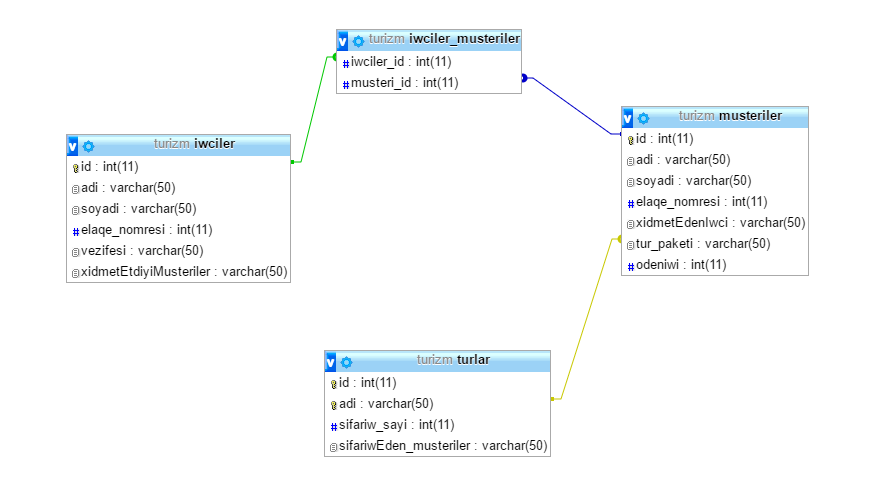 turizm iwciler_musteriler
iwciler_id : int(11)
musteri_id : int(11)
turizm musteriler
id : int(11)
adi : varchar(50)
soyadi : varchar(50)
elaqe_nomresi : int(11)
xidmetEdenIwci : varchar(50)
tur_paketi : varchar(50)
odeniwi : int(11)
turizm iwciler
id : int(11)
adi : varchar(50)
soyadi : varchar(50)
elaqe_nomresi : int(11)
vezifesi : varchar(50)
xidmetEtdiyiMusteriler : varchar(50)
turizm turlar
id : int(11)
adi : varchar(50)
sifariw_sayi : int(11)
sifariwEden_musteriler : varchar(50)